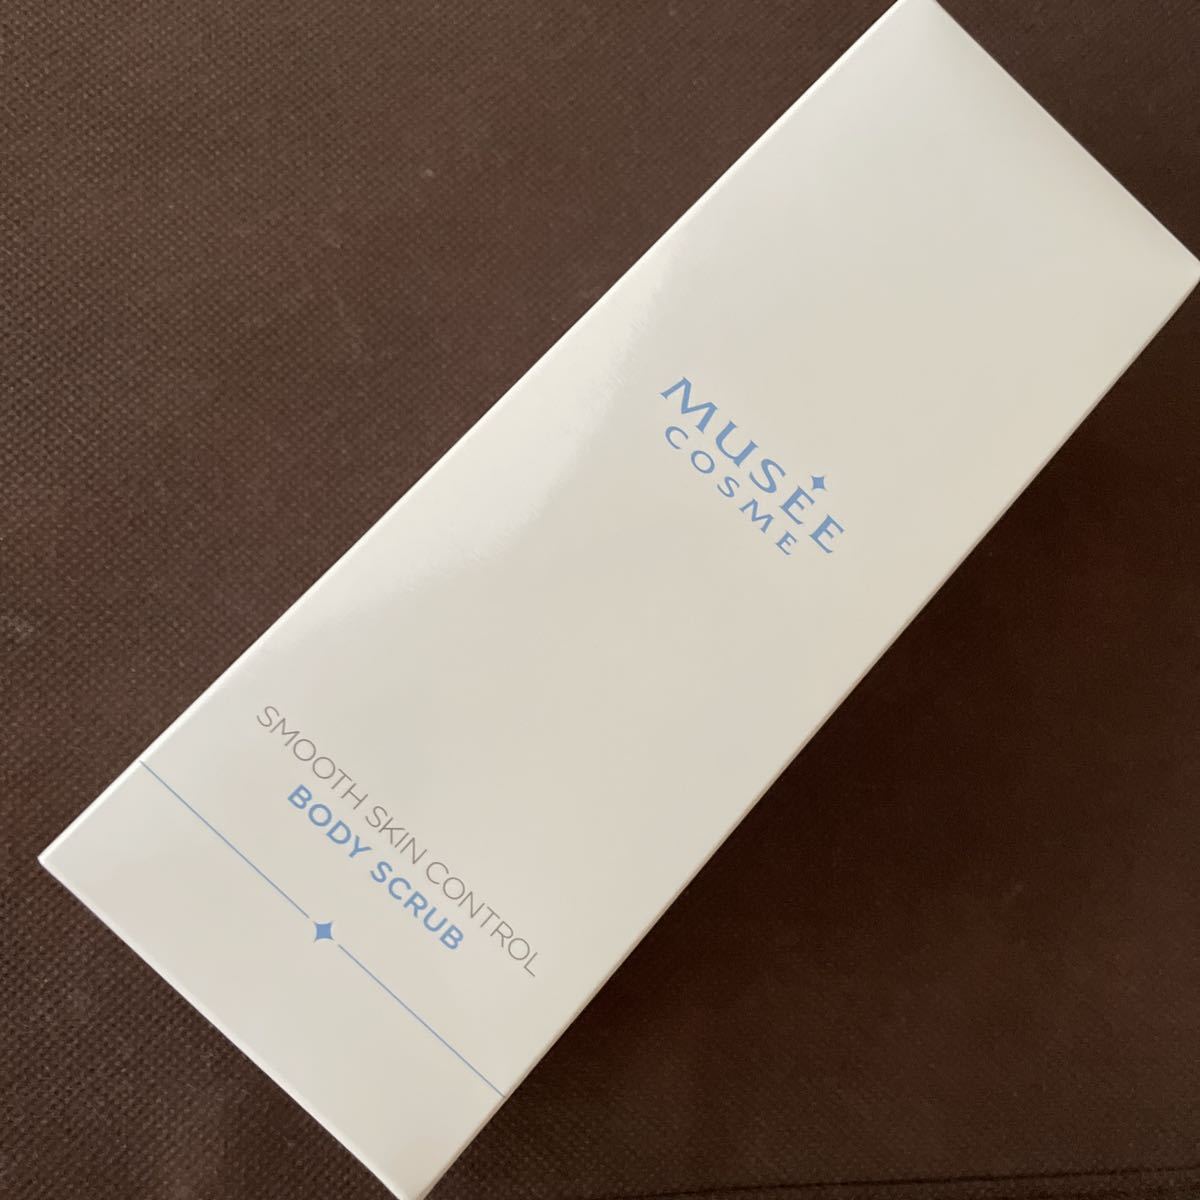 MUSÉE
COSME
SMOOTH SKIN CONTROL
BODY SCRUB